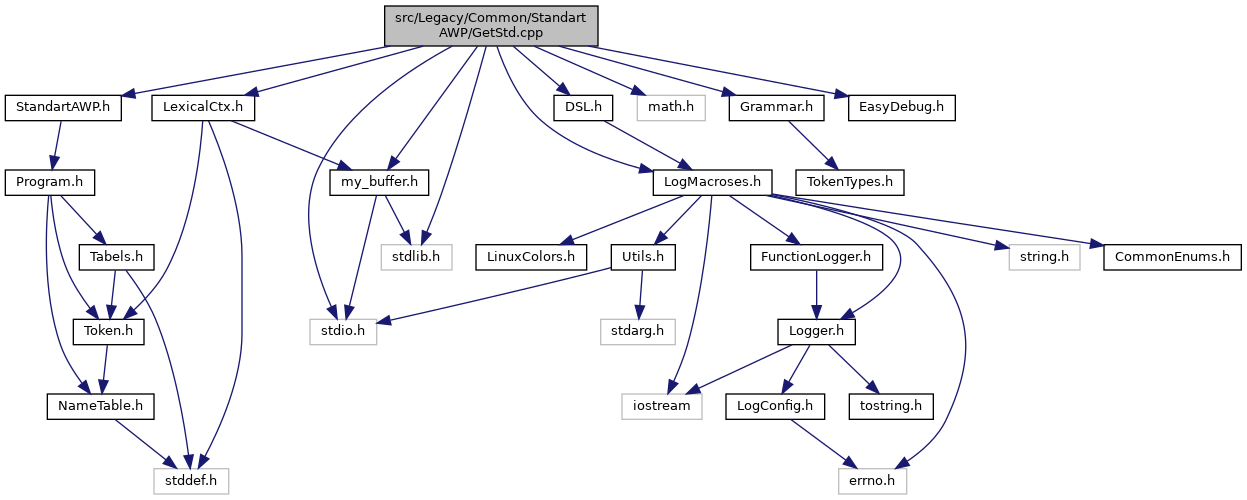 src/Legacy/Common/Standart
AWP/GetStd.cpp
StandartAWP.h
LexicalCtx.h
DSL.h
math.h
Grammar.h
EasyDebug.h
Program.h
my_buffer.h
LogMacroses.h
TokenTypes.h
Tabels.h
stdlib.h
LinuxColors.h
Utils.h
FunctionLogger.h
string.h
CommonEnums.h
Token.h
stdio.h
stdarg.h
Logger.h
NameTable.h
iostream
LogConfig.h
tostring.h
stddef.h
errno.h